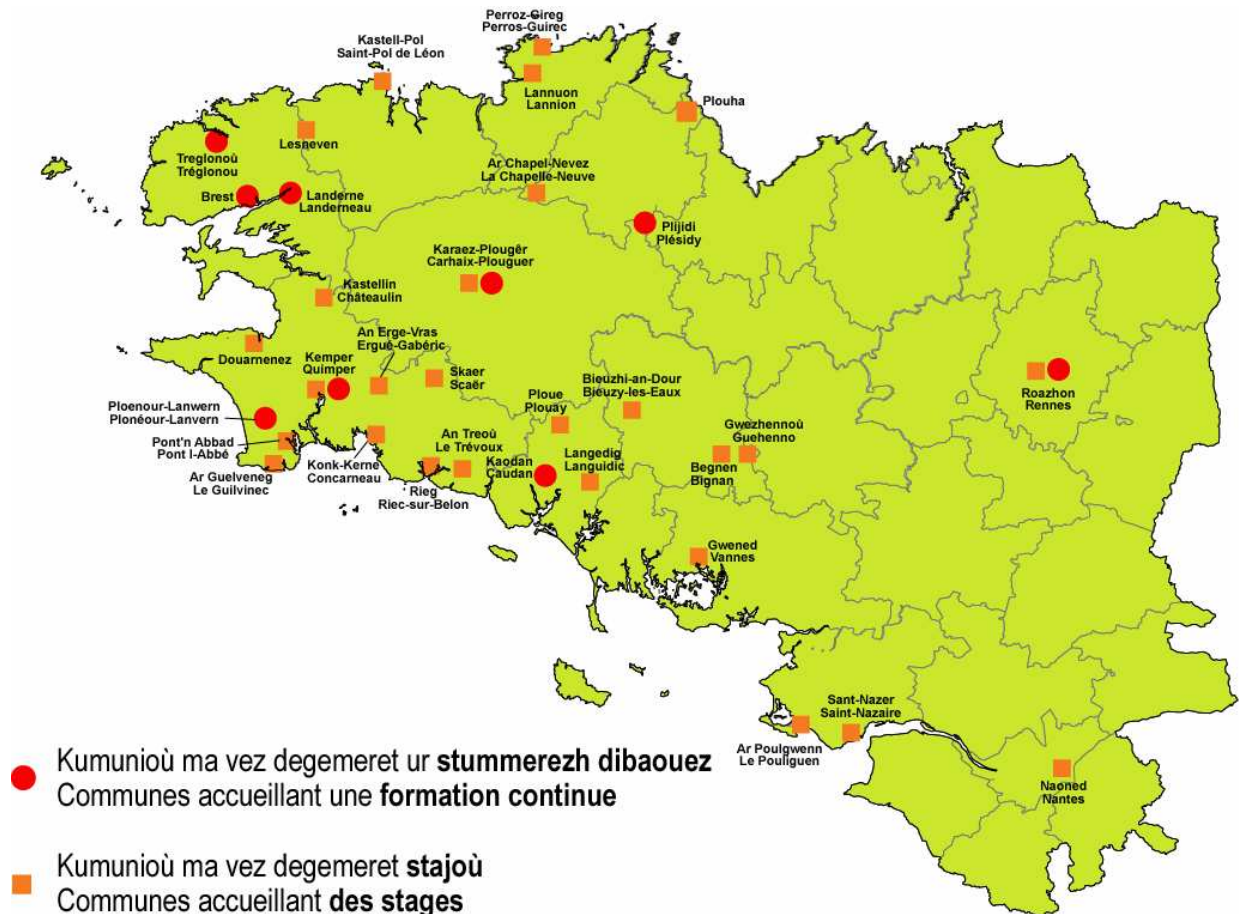 Perroz-Gireg
Perros-Guirec
Kastell-Pol
Saint-Pol de Léon
Lannuon
Lannion
Plouha
Lesneven
Treglonoù
Tréglonou
Ar Chapel-Nevez
La Chapelle-Neuve
Brest
Landerne
Landerneau
Plijidi
Plésidy
Karaez-Plougêr
Carhaix-Plouguer
Kastellin
Châteaulin
An Erge-Vras
Ergué-Gabéric
Douarnenez
Kemper
Quimper
Skaer
Scaër
Bieuzhi-an-Dour
Bieuzy-les-Eaux
Roazhon
Rennes
Ploue
Plouay
Ploenour-Lanwern
Plonéour-Lanvern
Gwezhennoù
Guehenno
Pont'n Abbad
Pont l-Abbé
An Treoù
Le Trévoux
Kaodan
Caudan
Langedig
Languidic
Begnen
Bignan
Ar Guelveneg
Le Guilvinec
Konk-Kerne
Concarneau
Rieg
Riec-sur-Belon
Gwened
Vannes
Sant-Nazer
Saint-Nazaire
Ar Poulgwenn
Le Pouliguen
Naoned
Nantes
Kumunioù ma vez degemeret ur stummerezh dibaouez
Communes accueillant une formation continue
Kumunioù ma vez degemeret stajoù
Communes accueillant des stages